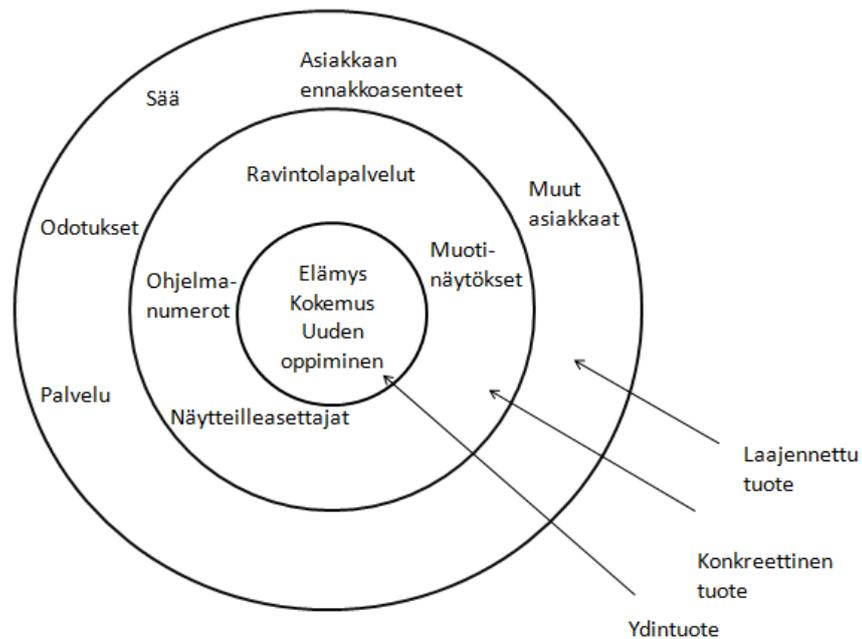 Asiakkaan
ennakkoasenteet
Sää
Ravintolapalvelut
Muut
asiakkaat
Odotukset
Muoti-
näytökset
Ohjelma-
numerot
Elämys
Kokemus
Uuden
oppiminen
Palvelu
Näytteilleasettajat
Laajennettu
tuote
Konkreettinen
tuote
Ydintuote